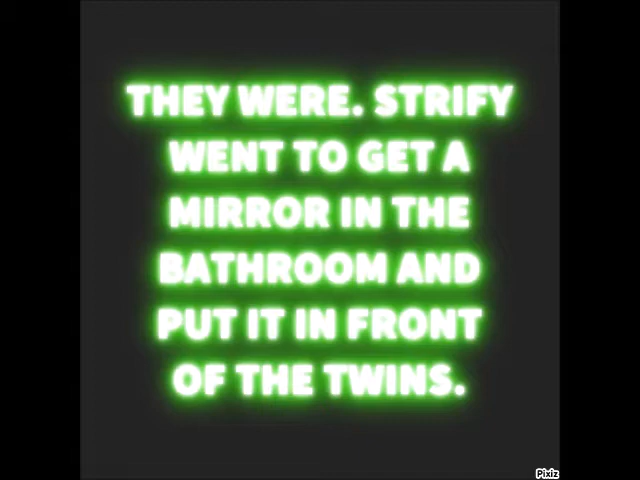 THEY WERE. STRIFY
WENT TO GET A
MIRROR IN THE
BATHROOM AND
PUT IT IN FRONT
OF THE TWINS.
Pixiz